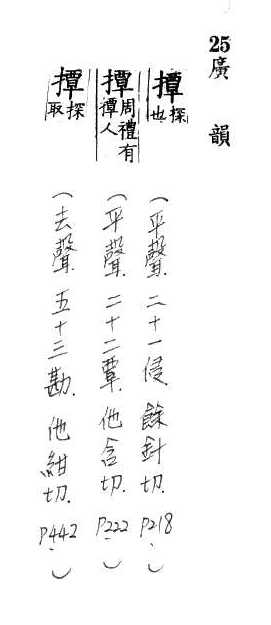 25 廣韻
撢 探也 (平聲. 二十一侵 餘針切. P218.)
撢 周禮有撢人 (平聲. 二十二覃. 他含切. P222.)
撢 探取 (去聲. 五十三勘. 他紺切. P442.)